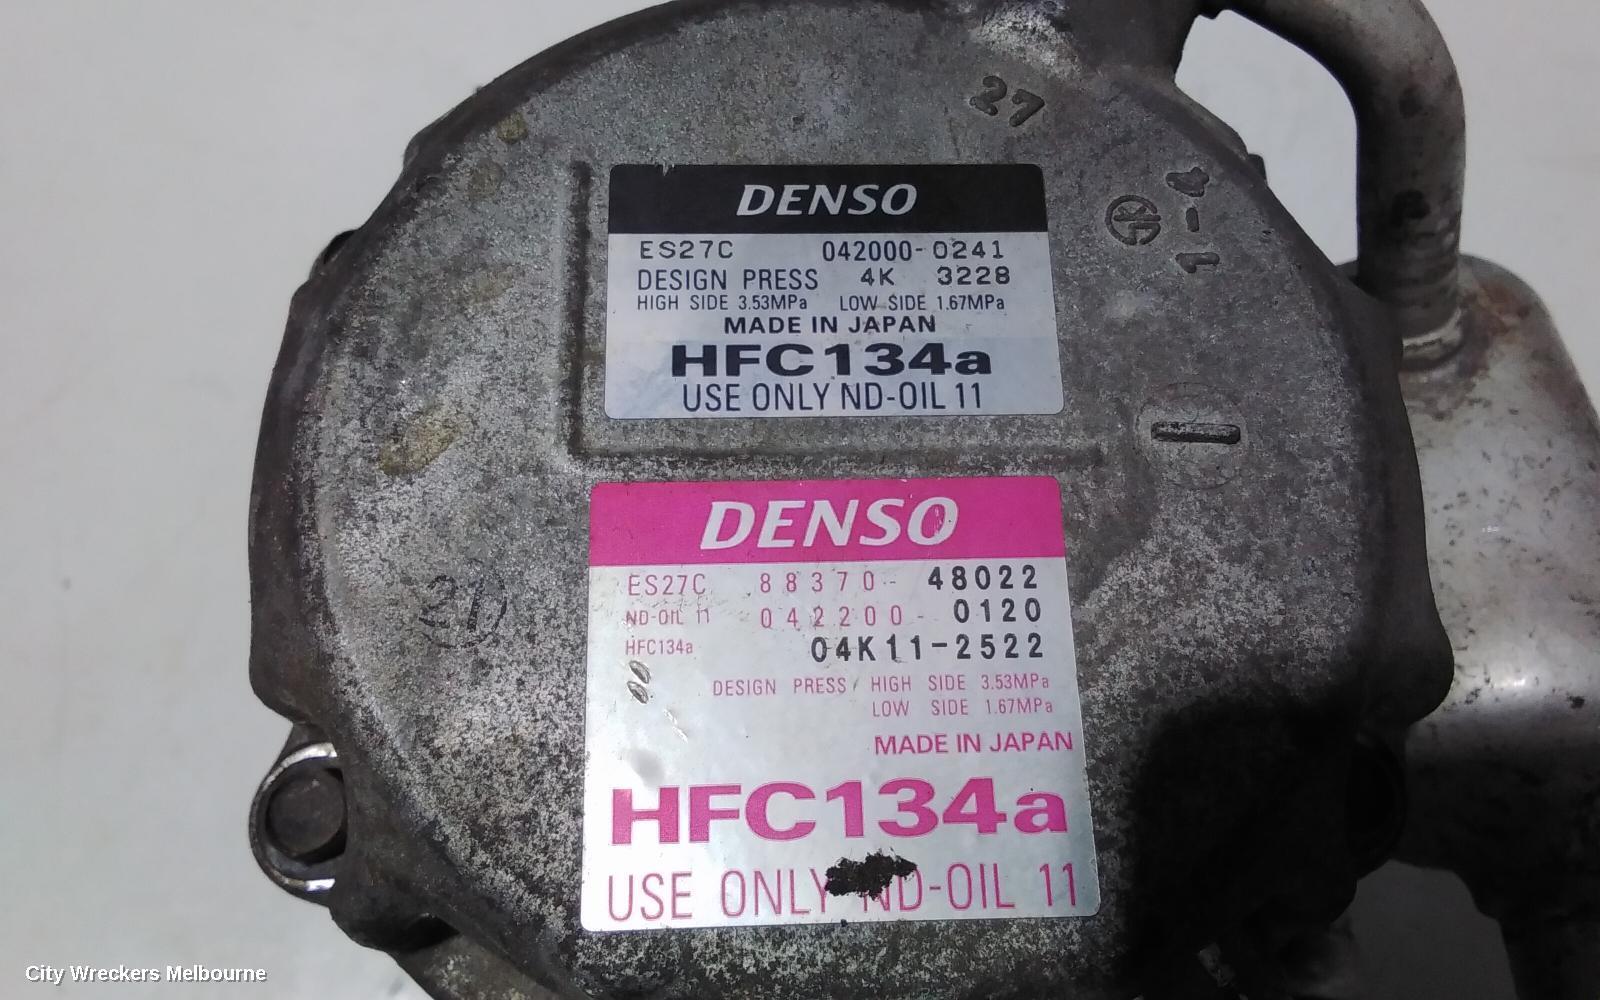 27
1-1
DENSO
ES27C 042000-0241
DESIGN PRESS 4K 3228
HIGH SIDE 3.53MPa LOW SIDE 1.67MPa
MADE IN JAPAN
HFC134a
USE ONLY ND-OIL 11
DENSO
ES27C 88370-48022
ND-OIL 11 042200-0120
HFC134a 04K11-2522
DESIGN PRESS HIGH SIDE 3.53MPa
LOW SIDE 1.67MPa
MADE IN JAPAN
HFC134a
USE ONLY ND-OIL 11
City Wreckers Melbourne